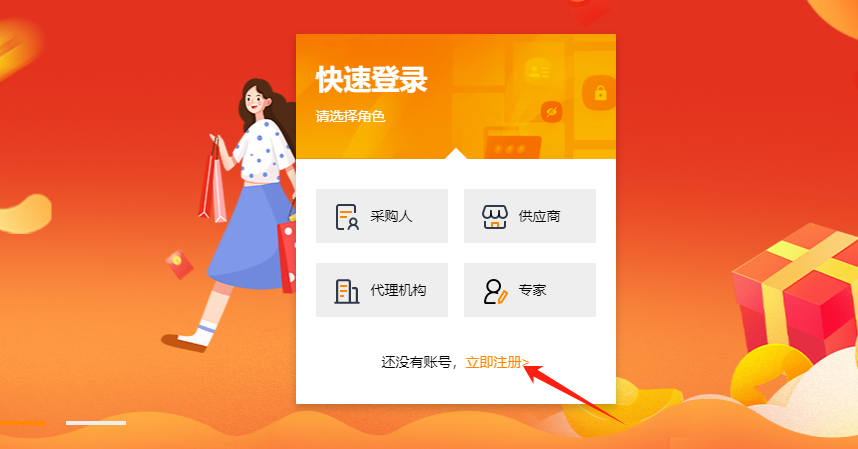 快速登录
请选择角色
采购人
供应商
代理机构
专家
还没有账号，立即注册>